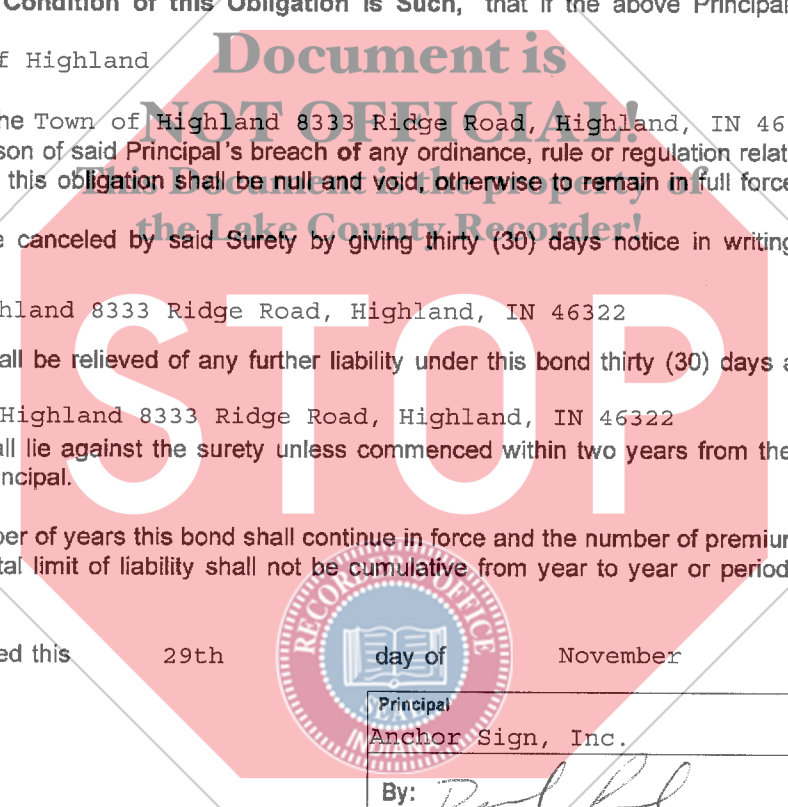 Condition of this Obligation is Such, that if the above Principal
f Highland
Document is
he Town of Highland 8333 Ridge Road, Highland, IN 46
NOT OFFICIAL!
son of said Principal's breach of any ordinance, rule or regulation relat
this obligation shall be null and void, otherwise to remain in full force
This Document is the property of
the Lake County Recorder!
e canceled by said Surety by giving thirty (30) days notice in writing
hland 8333 Ridge Road, Highland, IN 46322
STOP
all be relieved of any further liability under this bond thirty (30) days a
Highland 8333 Ridge Road, Highland, IN 46322
all lie against the surety unless commenced within two years from the
ncipal.
ber of years this bond shall continue in force and the number of premiu
tal limit of liability shall not be cumulative from year to year or period
RECORDER'S OFFICE
SEAL
INDIANA
ed this 29th day of November
Principal
Anchor Sign, Inc.
By: